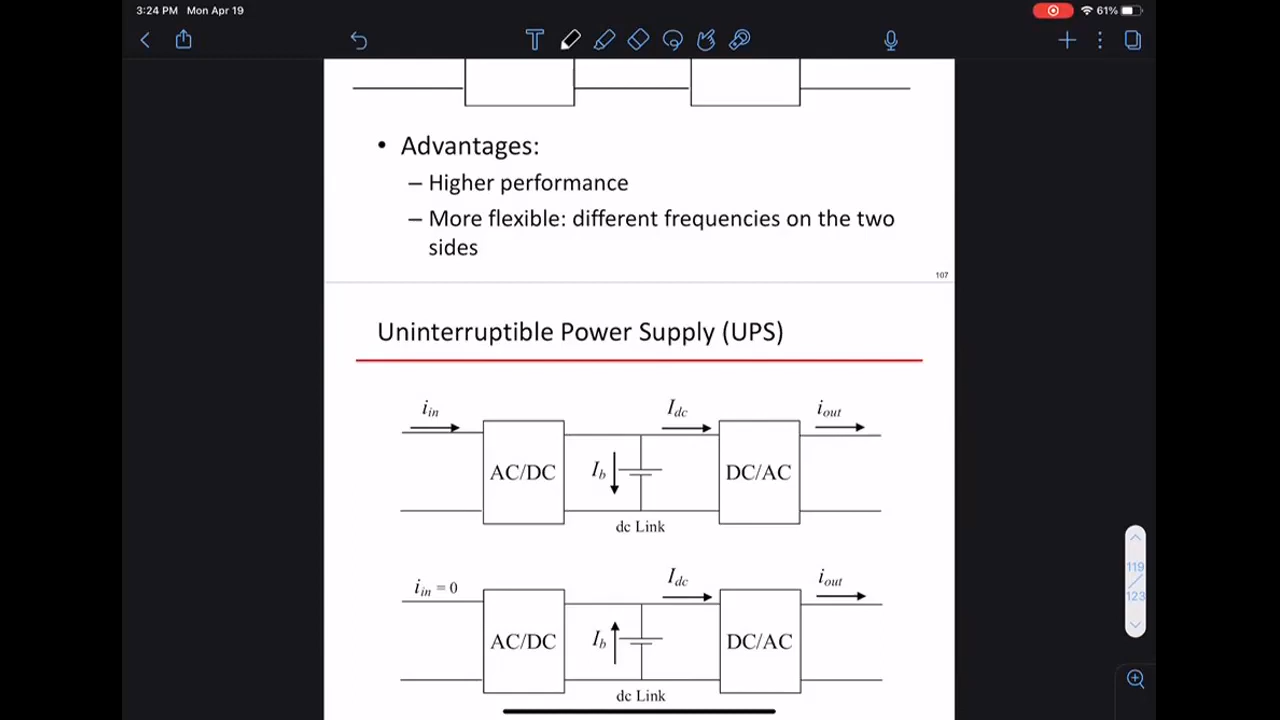 3:24 PM Mon Apr 19
61%
• Advantages:
– Higher performance
– More flexible: different frequencies on the two
sides
107
Uninterruptible Power Supply (UPS)
i_in
I_dc
i_out
AC/DC
I_b
DC/AC
dc Link
i_in = 0
I_dc
i_out
AC/DC
I_b
DC/AC
dc Link
119
123